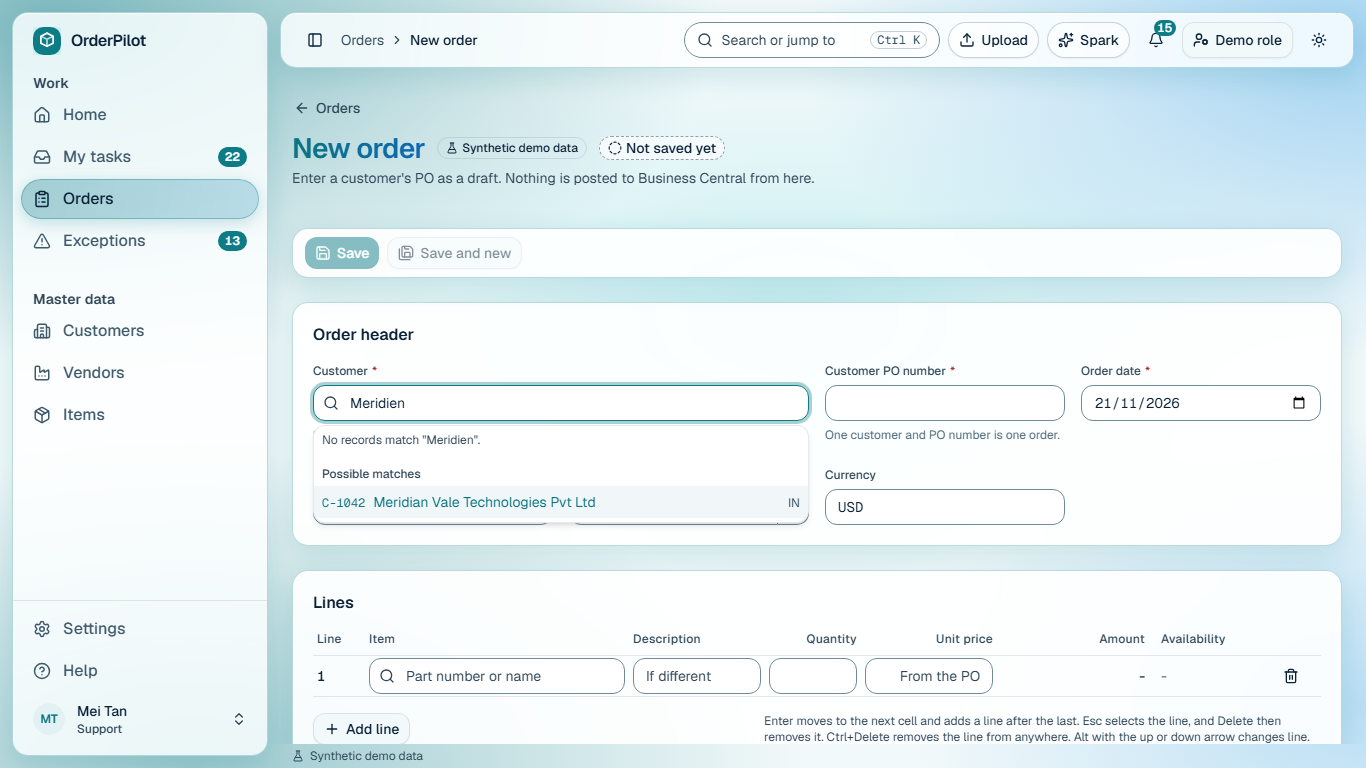 OrderPilot
Work
Home
My tasks 22
Orders
Exceptions 13
Master data
Customers
Vendors
Items
Settings
Help
MT Mei Tan
Support
Orders > New order
Search or jump to Ctrl K
Upload
Spark
15
Demo role
Orders
New order Synthetic demo data Not saved yet
Enter a customer's PO as a draft. Nothing is posted to Business Central from here.
Save Save and new
Order header
Customer * Customer PO number * Order date *
Meridien 21/11/2026
No records match "Meridien". One customer and PO number is one order.
Possible matches Currency
C-1042 Meridian Vale Technologies Pvt Ltd IN USD
Lines
Line Item Description Quantity Unit price Amount Availability
1 Part number or name If different From the PO - -
Add line
Enter moves to the next cell and adds a line after the last. Esc selects the line, and Delete then
removes it. Ctrl+Delete removes the line from anywhere. Alt with the up or down arrow changes line.
Synthetic demo data